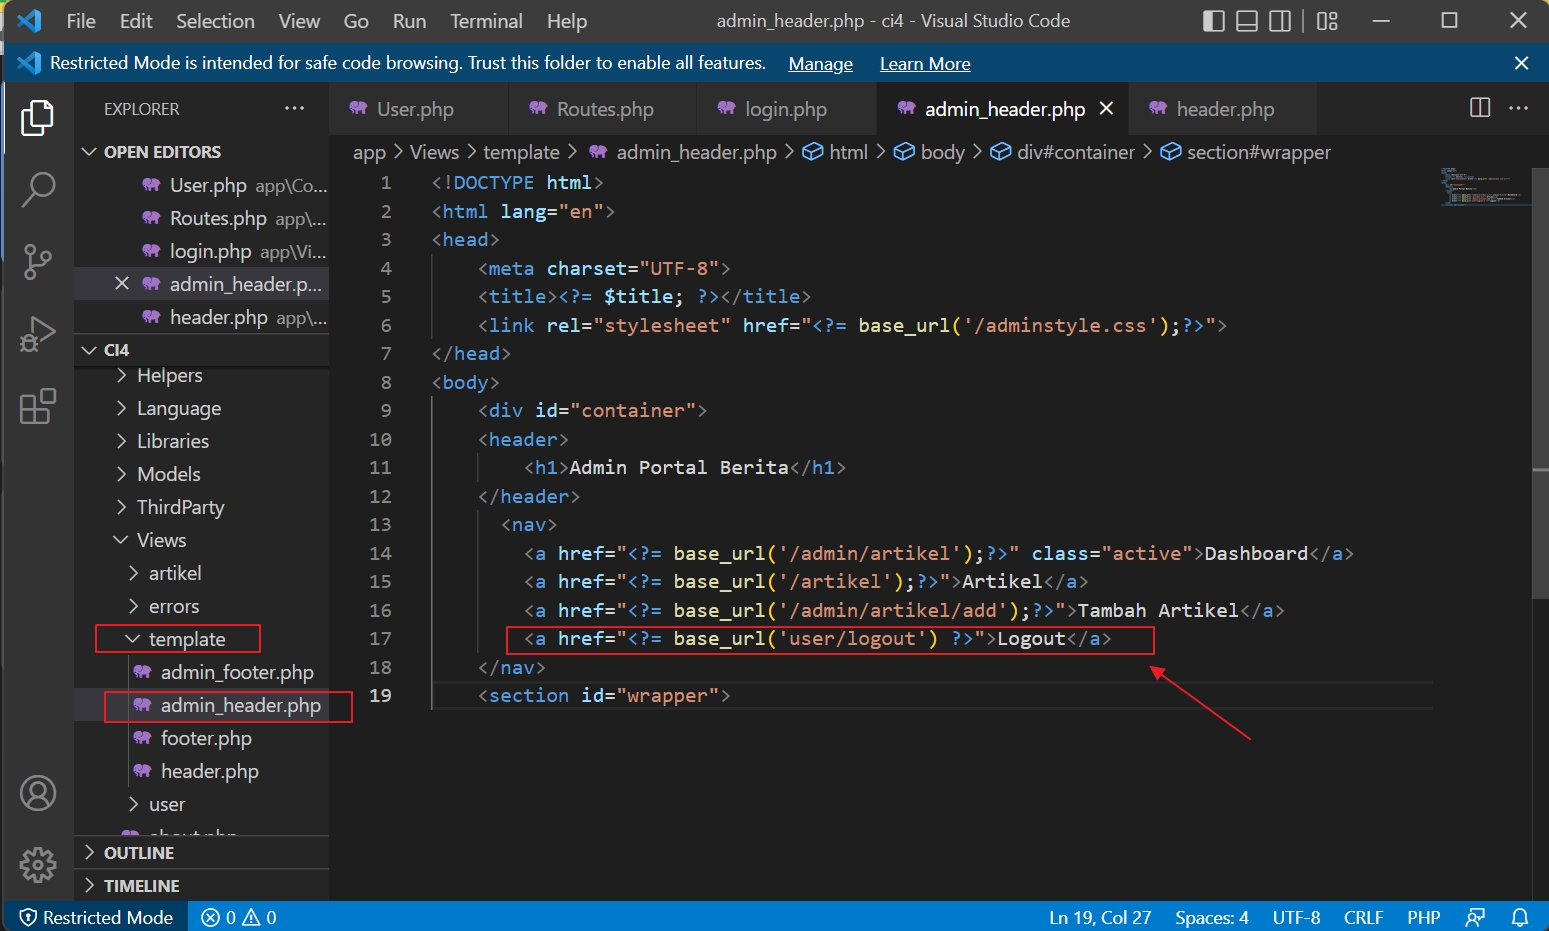 File Edit Selection View Go Run Terminal Help admin_header.php - ci4 - Visual Studio Code
Restricted Mode is intended for safe code browsing. Trust this folder to enable all features. Manage Learn More
EXPLORER ···
OPEN EDITORS
User.php app\Co...
Routes.php app\...
login.php app\Vi...
admin_header.p...
header.php app\...
CI4
Helpers
Language
Libraries
Models
ThirdParty
Views
artikel
errors
template
admin_footer.php
admin_header.php
footer.php
header.php
user
about.php
OUTLINE
TIMELINE
User.php Routes.php login.php admin_header.php header.php
app > Views > template > admin_header.php > html > body > div#container > section#wrapper
1 <!DOCTYPE html>
2 <html lang="en">
3 <head>
4 <meta charset="UTF-8">
5 <title><?= $title; ?></title>
6 <link rel="stylesheet" href="<?= base_url('/adminstyle.css');?>">
7 </head>
8 <body>
9 <div id="container">
10 <header>
11 <h1>Admin Portal Berita</h1>
12 </header>
13 <nav>
14 <a href="<?= base_url('/admin/artikel');?>" class="active">Dashboard</a>
15 <a href="<?= base_url('/artikel');?>">Artikel</a>
16 <a href="<?= base_url('/admin/artikel/add');?>">Tambah Artikel</a>
17 <a href="<?= base_url('user/logout') ?>">Logout</a>
18 </nav>
19 <section id="wrapper">
Restricted Mode 0 0 Ln 19, Col 27 Spaces: 4 UTF-8 CRLF PHP